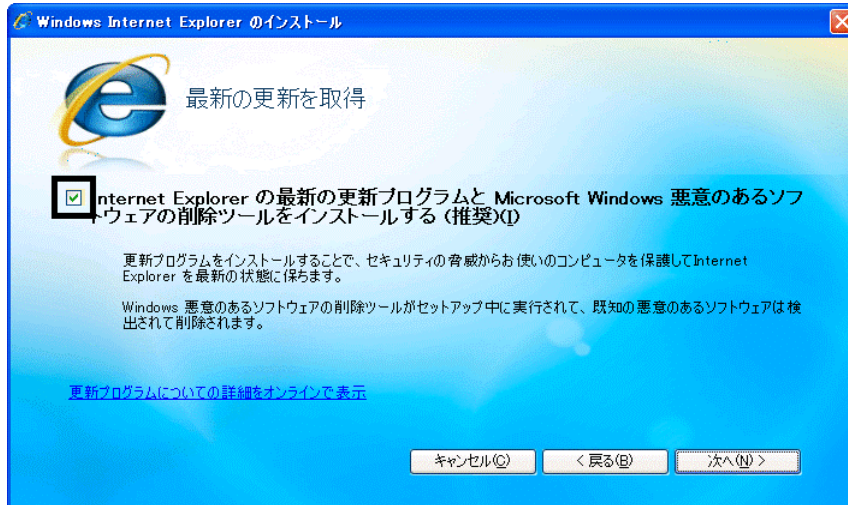 Windows Internet Explorer のインストール
最新の更新を取得
nternet Explorer の最新の更新プログラムと Microsoft Windows 悪意のあるソフ
トウェアの削除ツールをインストールする (推奨)(I)
更新プログラムをインストールすることで、セキュリティの脅威からお使いのコンピュータを保護してInternet
Explorer を最新の状態に保ちます。
Windows 悪意のあるソフトウェアの削除ツールがセットアップ中に実行されて、既知の悪意のあるソフトウェアは検
出されて削除されます。
更新プログラムについての詳細をオンラインで表示
キャンセル(C) < 戻る(B) 次へ(N) >